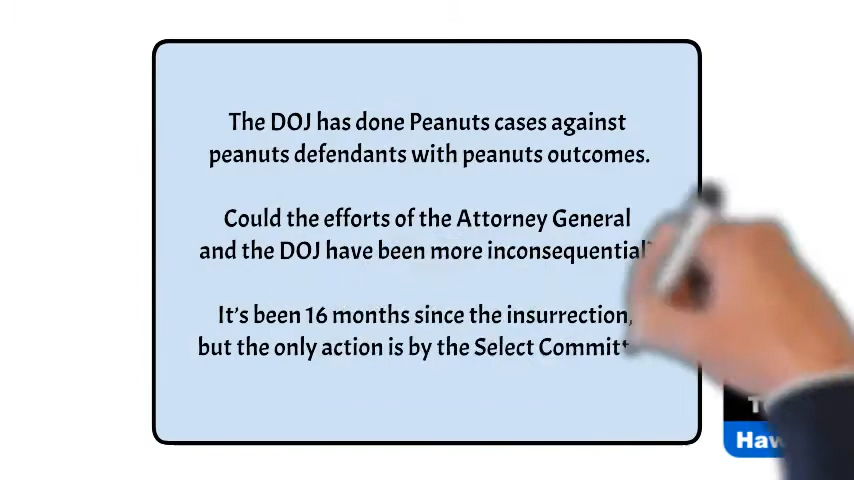 The DOJ has done Peanuts cases against
peanuts defendants with peanuts outcomes.
Could the efforts of the Attorney General
and the DOJ have been more inconsequential
It's been 16 months since the insurrection,
but the only action is by the Select